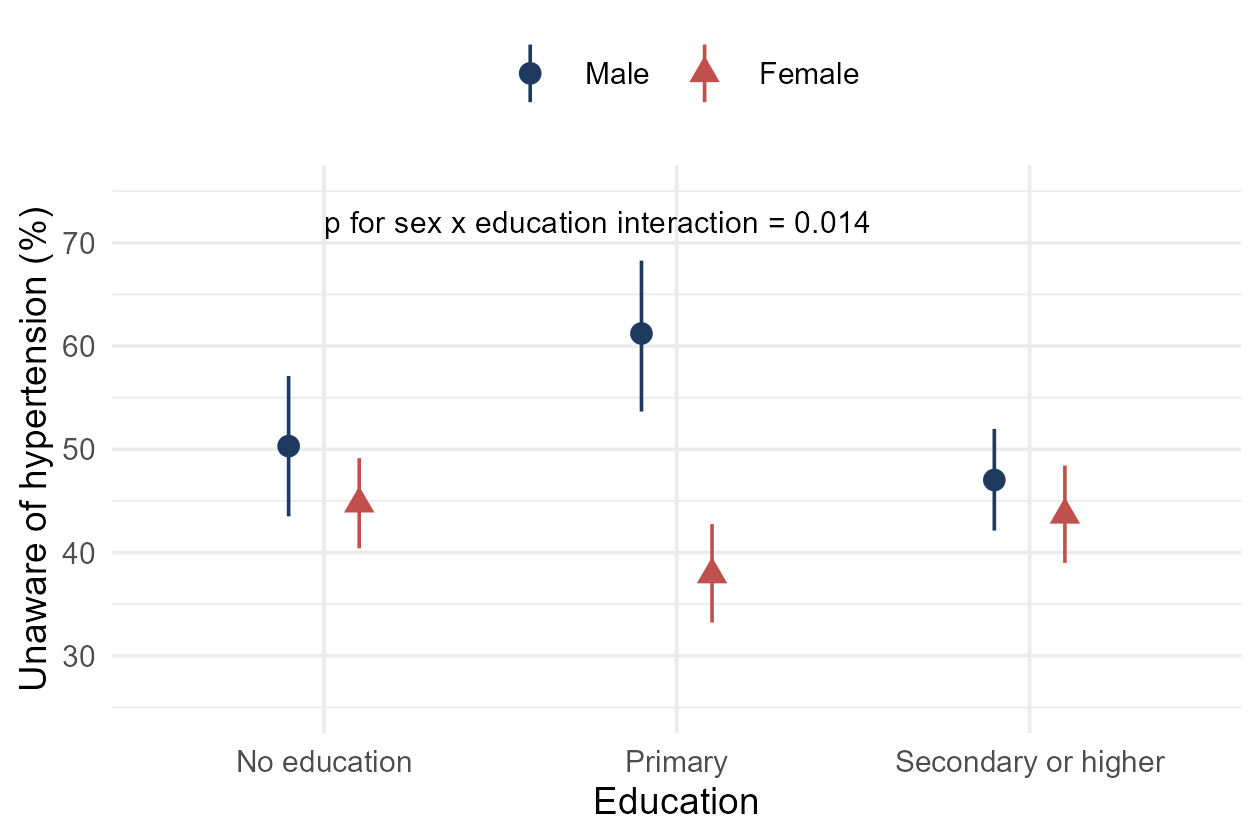 Male Female
p for sex x education interaction = 0.014
Unaware of hypertension (%)
70
60
50
40
30
No education Primary Secondary or higher
Education